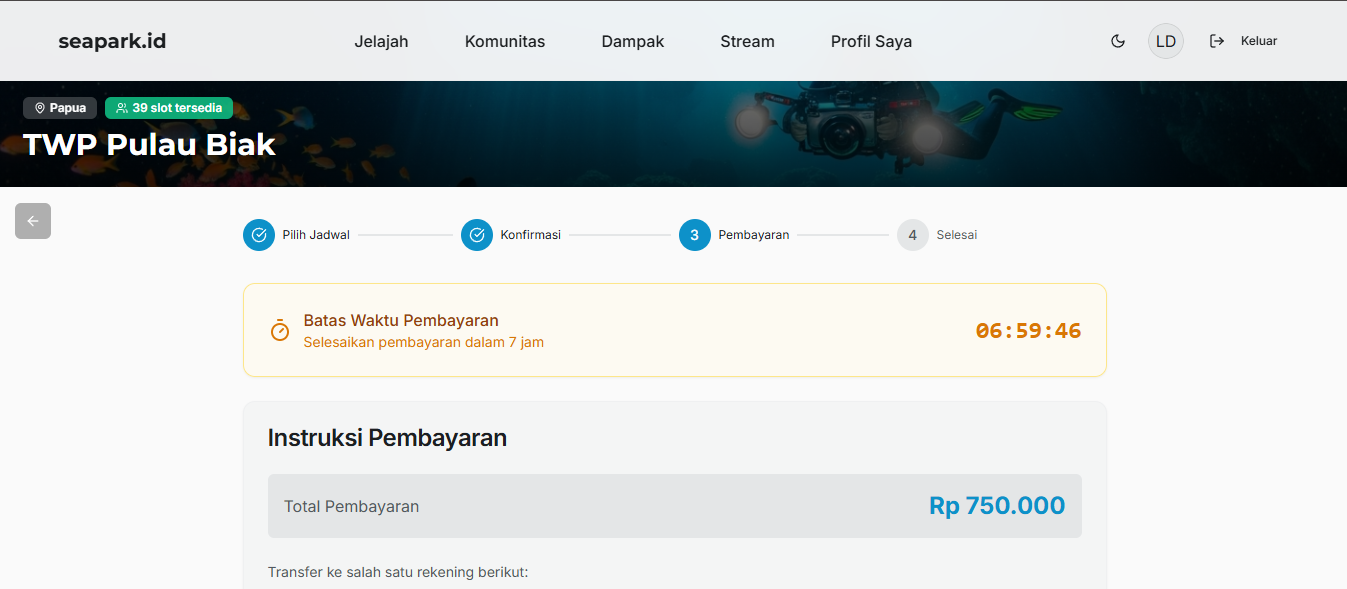 seapark.id
Jelajah
Komunitas
Dampak
Stream
Profil Saya
LD
Keluar
Papua
39 slot tersedia
TWP Pulau Biak
Pilih Jadwal
Konfirmasi
3
Pembayaran
4
Selesai
Batas Waktu Pembayaran
Selesaikan pembayaran dalam 7 jam
06:59:46
Instruksi Pembayaran
Total Pembayaran
Rp 750.000
Transfer ke salah satu rekening berikut: